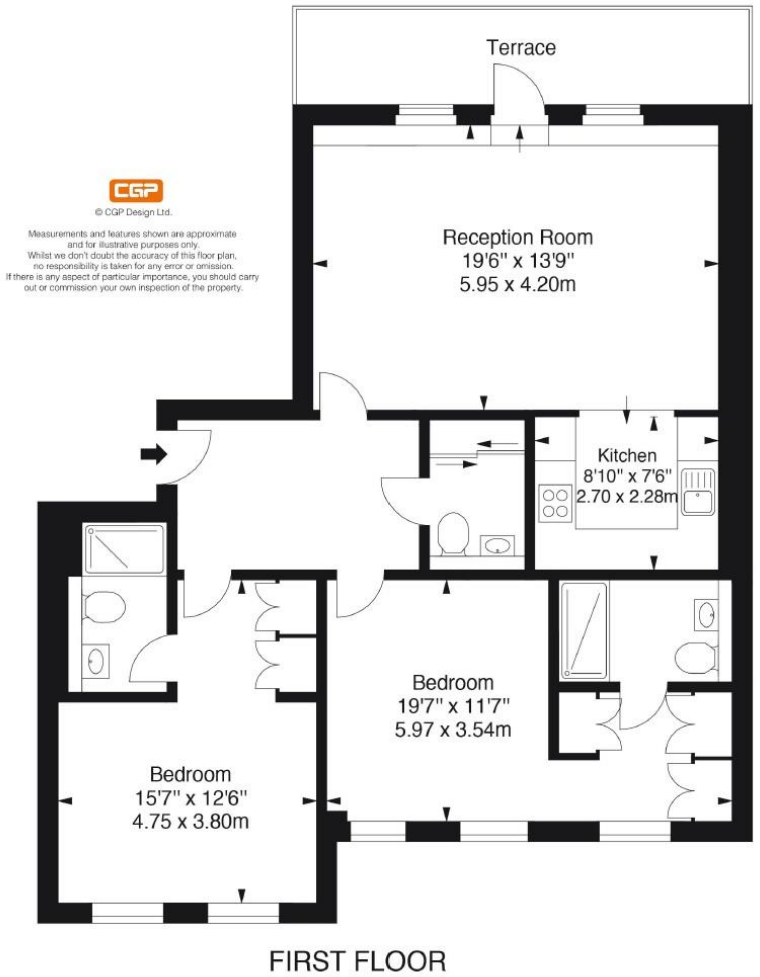 Terrace
CGP
© CGP Design Ltd.
Measurements and features shown are approximate
and for illustrative purposes only.
Whilst we don't doubt the accuracy of this floor plan,
no responsibility is taken for any error or omission.
If there is any aspect of particular importance, you should carry
out or commission your own inspection of the property.
Reception Room
19'6" x 13'9"
5.95 x 4.20m
Kitchen
8'10" x 7'6"
2.70 x 2.28m
Bedroom
19'7" x 11'7"
5.97 x 3.54m
Bedroom
15'7" x 12'6"
4.75 x 3.80m
FIRST FLOOR